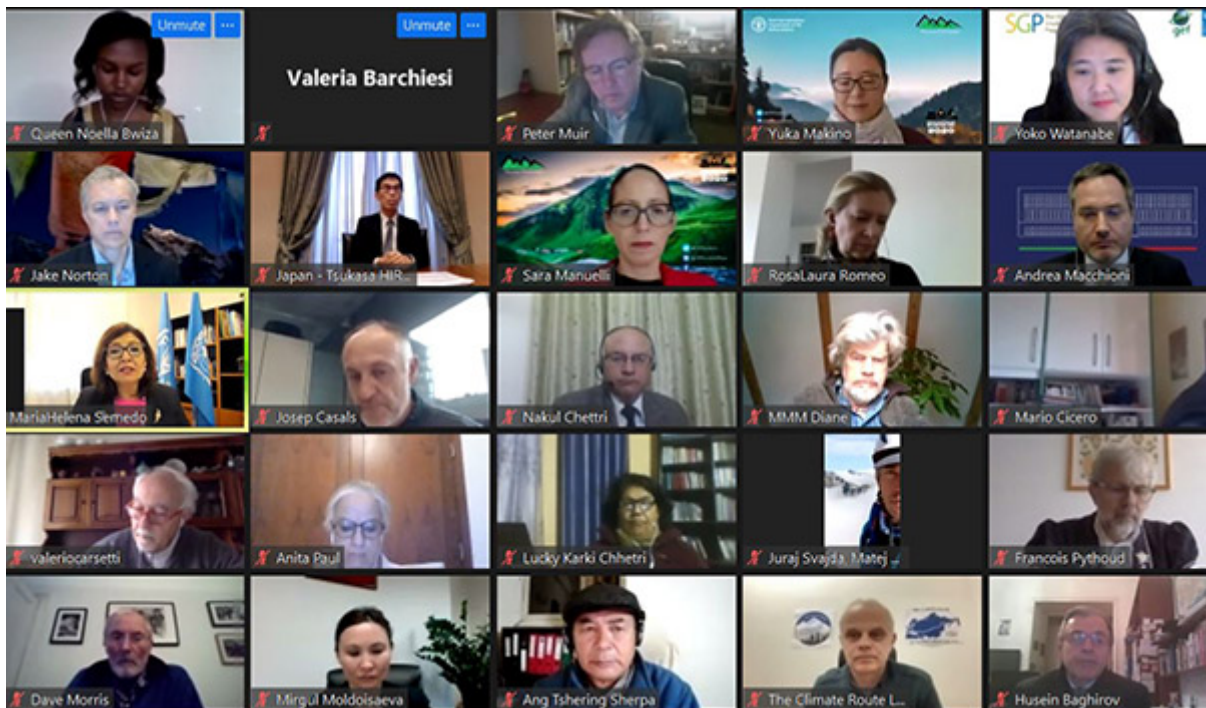 Unmute
Queen Noella Bwiza
Unmute
Valeria Barchiesi
Peter Muir
Yuka Makino
SGP
gef
Yoko Watanabe
Jake Norton
Japan - Tsukasa HIR...
Sara Manuelli
RosaLaura Romeo
Andrea Macchioni
MariaHelena Semedo
Josep Casals
Nakul Chettri
MMM Diane
Mario Cicero
valeriocarsetti
Anita Paul
Lucky Karki Chhetri
Juraj Svajda, Matej ...
Francois Pythoud
Dave Morris
Mirgul Moldoisaeva
Ang Tshering Sherpa
The Climate Route L...
Husein Baghirov